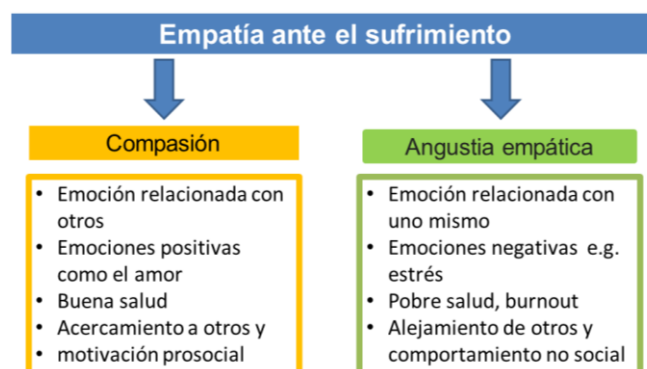 Empatía ante el sufrimiento
Compasión
• Emoción relacionada con
otros
• Emociones positivas
como el amor
• Buena salud
• Acercamiento a otros y
• motivación prosocial
Angustia empática
• Emoción relacionada con
uno mismo
• Emociones negativas e.g.
estrés
• Pobre salud, burnout
• Alejamiento de otros y
comportamiento no social